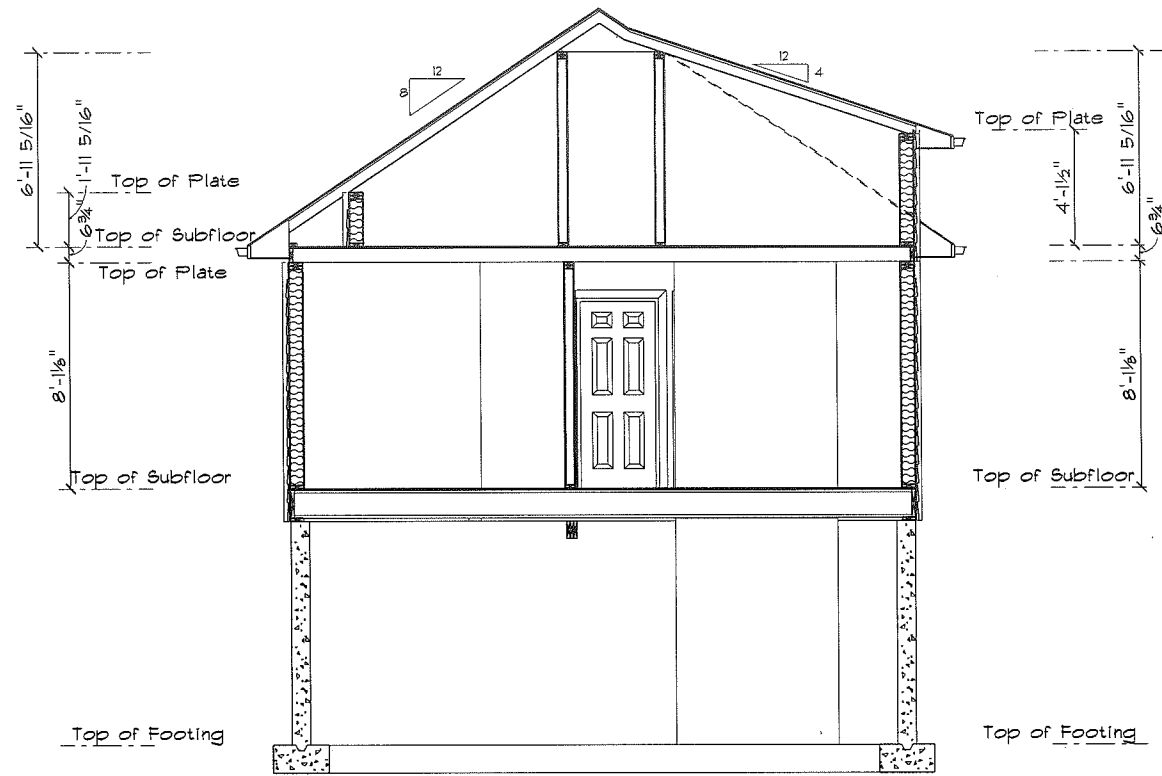 12
8
12
4
6'-11 5/16"
1'-11 5/16"
6¾"
Top of Plate
Top of Subfloor
Top of Plate
8'-1⅛"
Top of Subfloor
Top of Footing
Top of Plate
4'-1½"
6'-11 5/16"
6¾"
8'-1⅛"
Top of Subfloor
Top of Footing